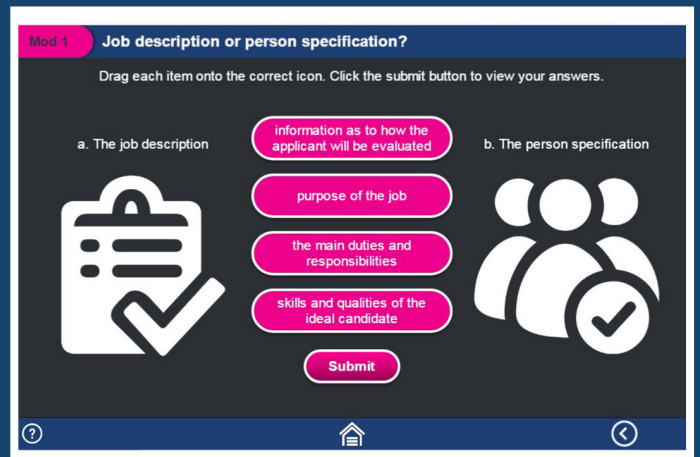 Mod 1
Job description or person specification?
Drag each item onto the correct icon. Click the submit button to view your answers.
a. The job description
information as to how the
applicant will be evaluated
purpose of the job
the main duties and
responsibilities
skills and qualities of the
ideal candidate
b. The person specification
Submit
?